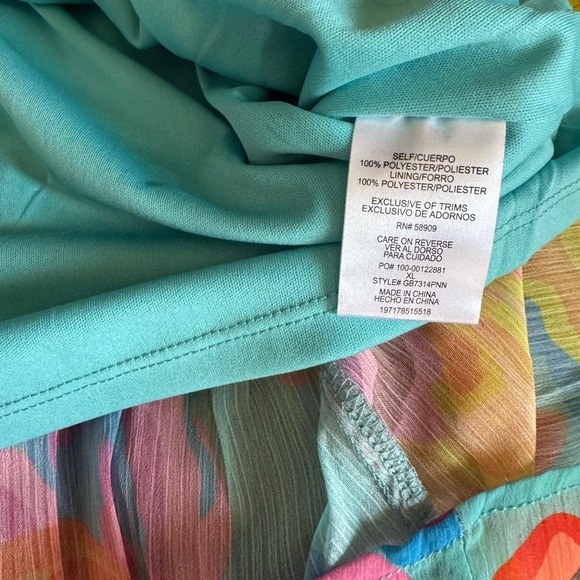 SELF/CUERPO
100% POLYESTER/POLIESTER
LINING/FORRO
100% POLYESTER/POLIESTER
EXCLUSIVE OF TRIMS
EXCLUSIVO DE ADORNOS
RN# 58909
CARE ON REVERSE
VER AL DORSO
PARA CUIDADO
PO# 100-00122881
XL
STYLE# GB7314PNN
MADE IN CHINA
HECHO EN CHINA
197178515518